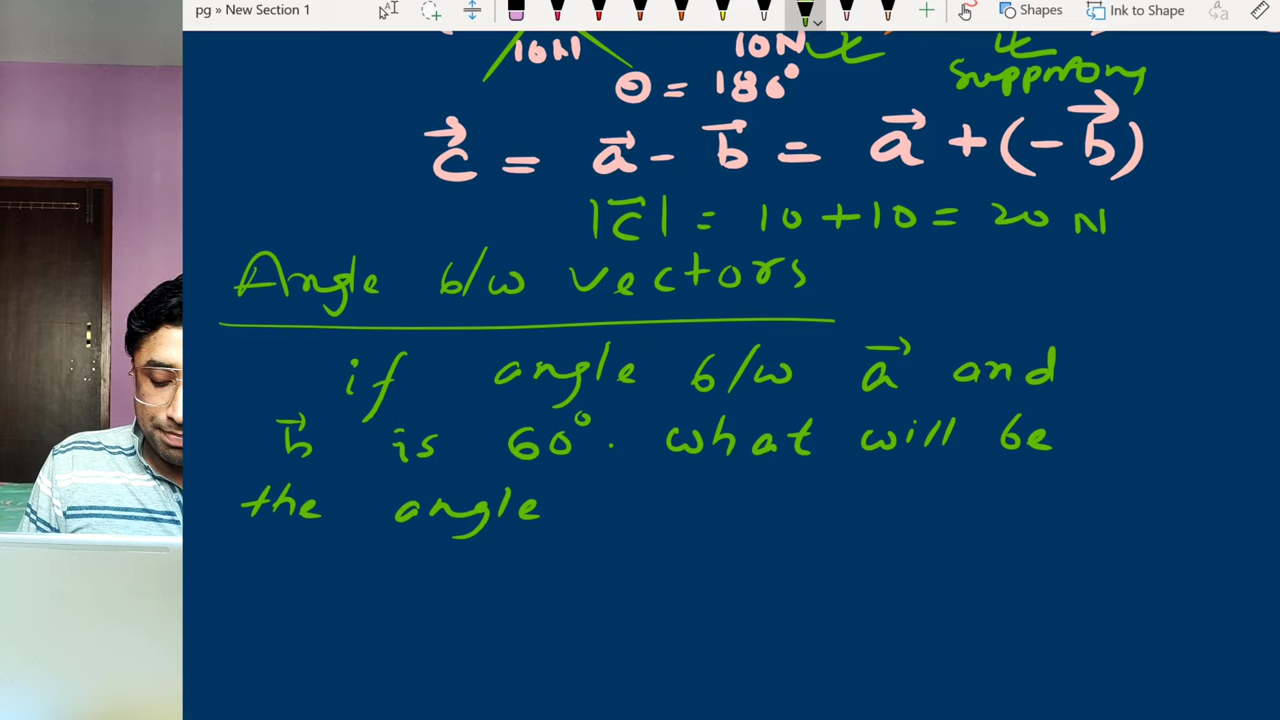 pg » New Section 1
Shapes
Ink to Shape
10N
10N
supporting
θ = 180°
c⃗ = a⃗ - b⃗ = a⃗ + (-b⃗)
|c⃗| = 10 + 10 = 20 N
Angle b/w vectors
if angle b/w a⃗ and
b⃗ is 60°. what will be
the angle